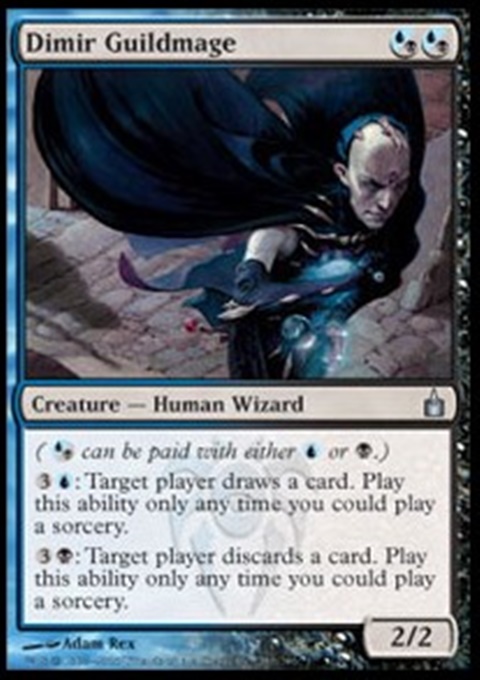 Dimir Guildmage
Creature — Human Wizard
( can be paid with either or .)
3 : Target player draws a card. Play
this ability only any time you could play
a sorcery.
3 : Target player discards a card. Play
this ability only any time you could play
a sorcery.
Adam Rex
2/2